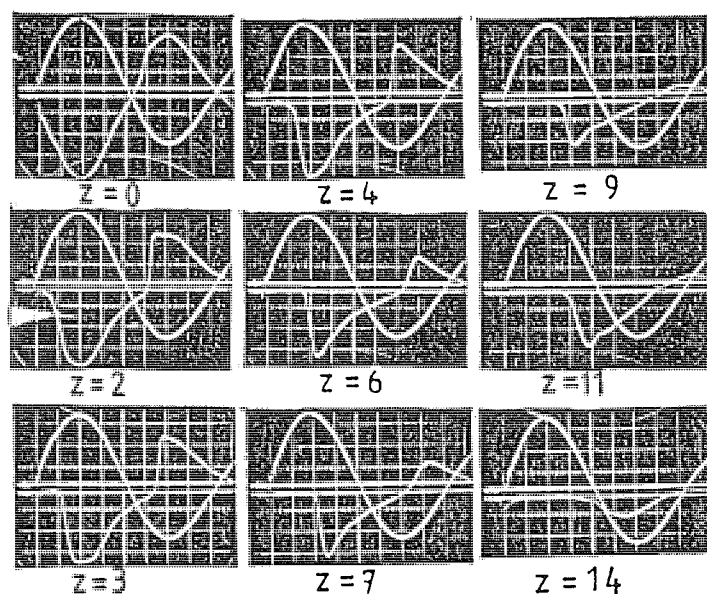 z = 0
z = 4
z = 9
z = 2
z = 6
z = 11
z = 3
z = 7
z = 14